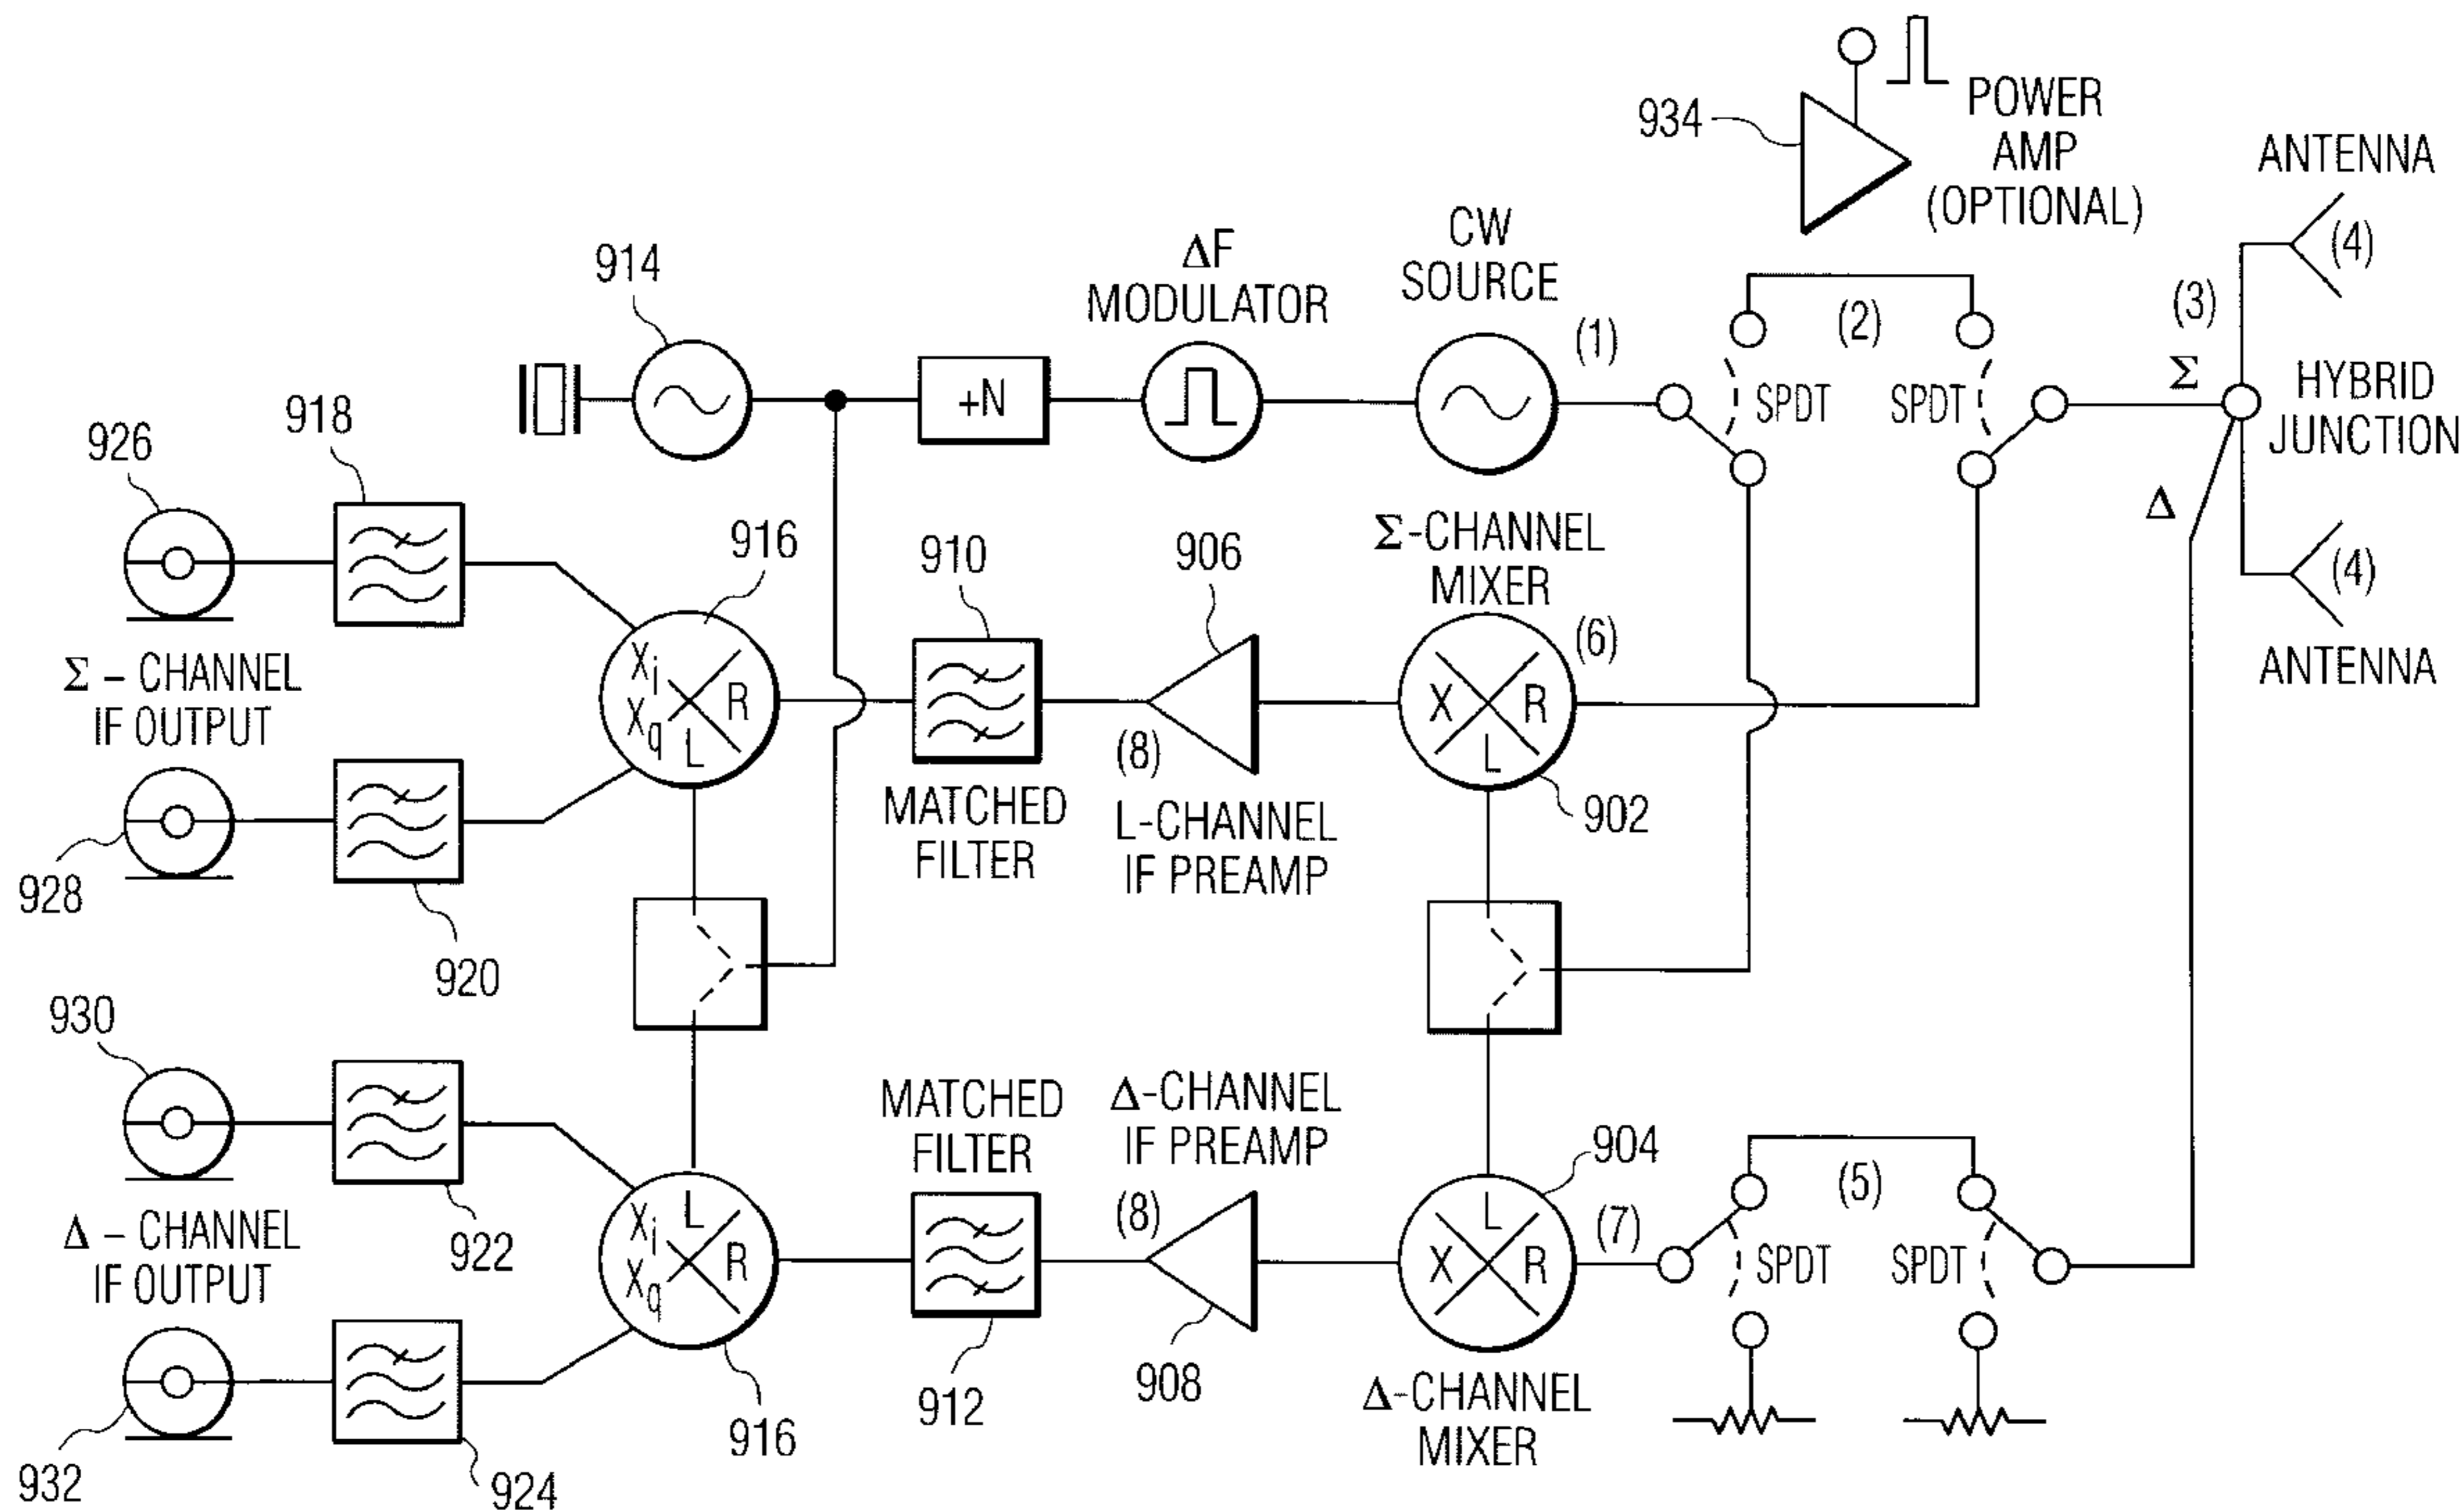 934
POWER
AMP
(OPTIONAL)
ANTENNA
(4)
914
ΔF
MODULATOR
CW
SOURCE
(1)
(2)
(3)
Σ
HYBRID
JUNCTION
+N
SPDT
SPDT
926
918
Δ
916
910
906
Σ-CHANNEL
MIXER
(6)
(4)
ANTENNA
Σ – CHANNEL
IF OUTPUT
Xi
Xq
R
L
(8)
X
R
L
902
MATCHED
FILTER
L-CHANNEL
IF PREAMP
928
920
930
MATCHED
FILTER
Δ-CHANNEL
IF PREAMP
904
(5)
Δ – CHANNEL
IF OUTPUT
922
Xi
Xq
L
R
(8)
L
X
R
(7)
SPDT
SPDT
932
924
916
912
908
Δ-CHANNEL
MIXER